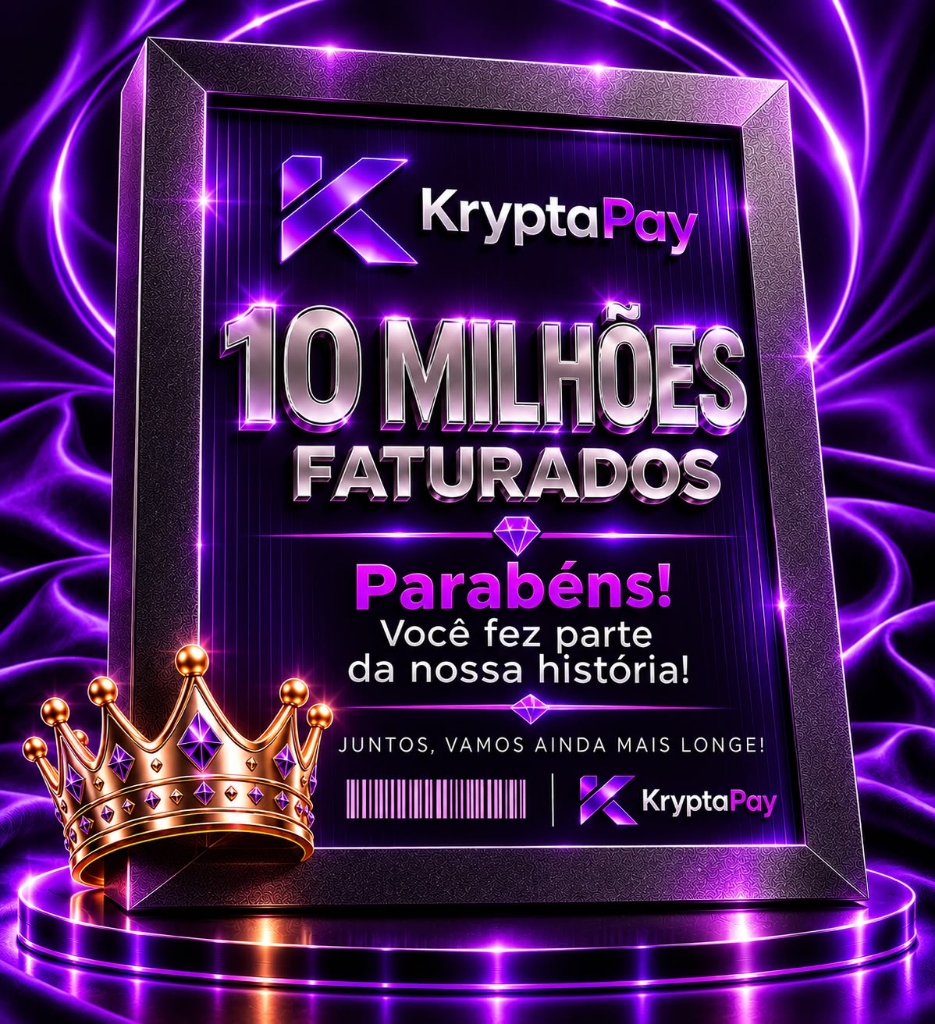 KryptaPay
10 MILHÕES
FATURADOS
Parabéns!
Você fez parte
da nossa história!
JUNTOS, VAMOS AINDA MAIS LONGE!
KryptaPay